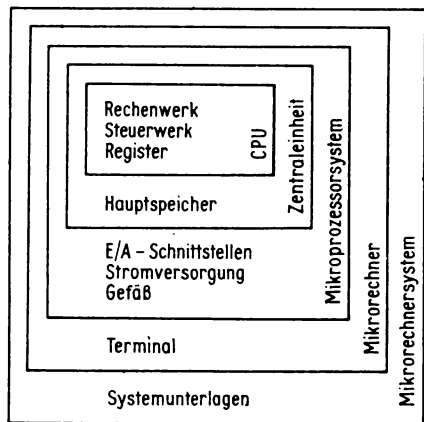 Rechenwerk
Steuerwerk
Register
CPU
Hauptspeicher
Zentraleinheit
E/A - Schnittstellen
Stromversorgung
Gefäß
Mikroprozessorsystem
Terminal
Mikrorechner
Systemunterlagen
Mikrorechnersystem